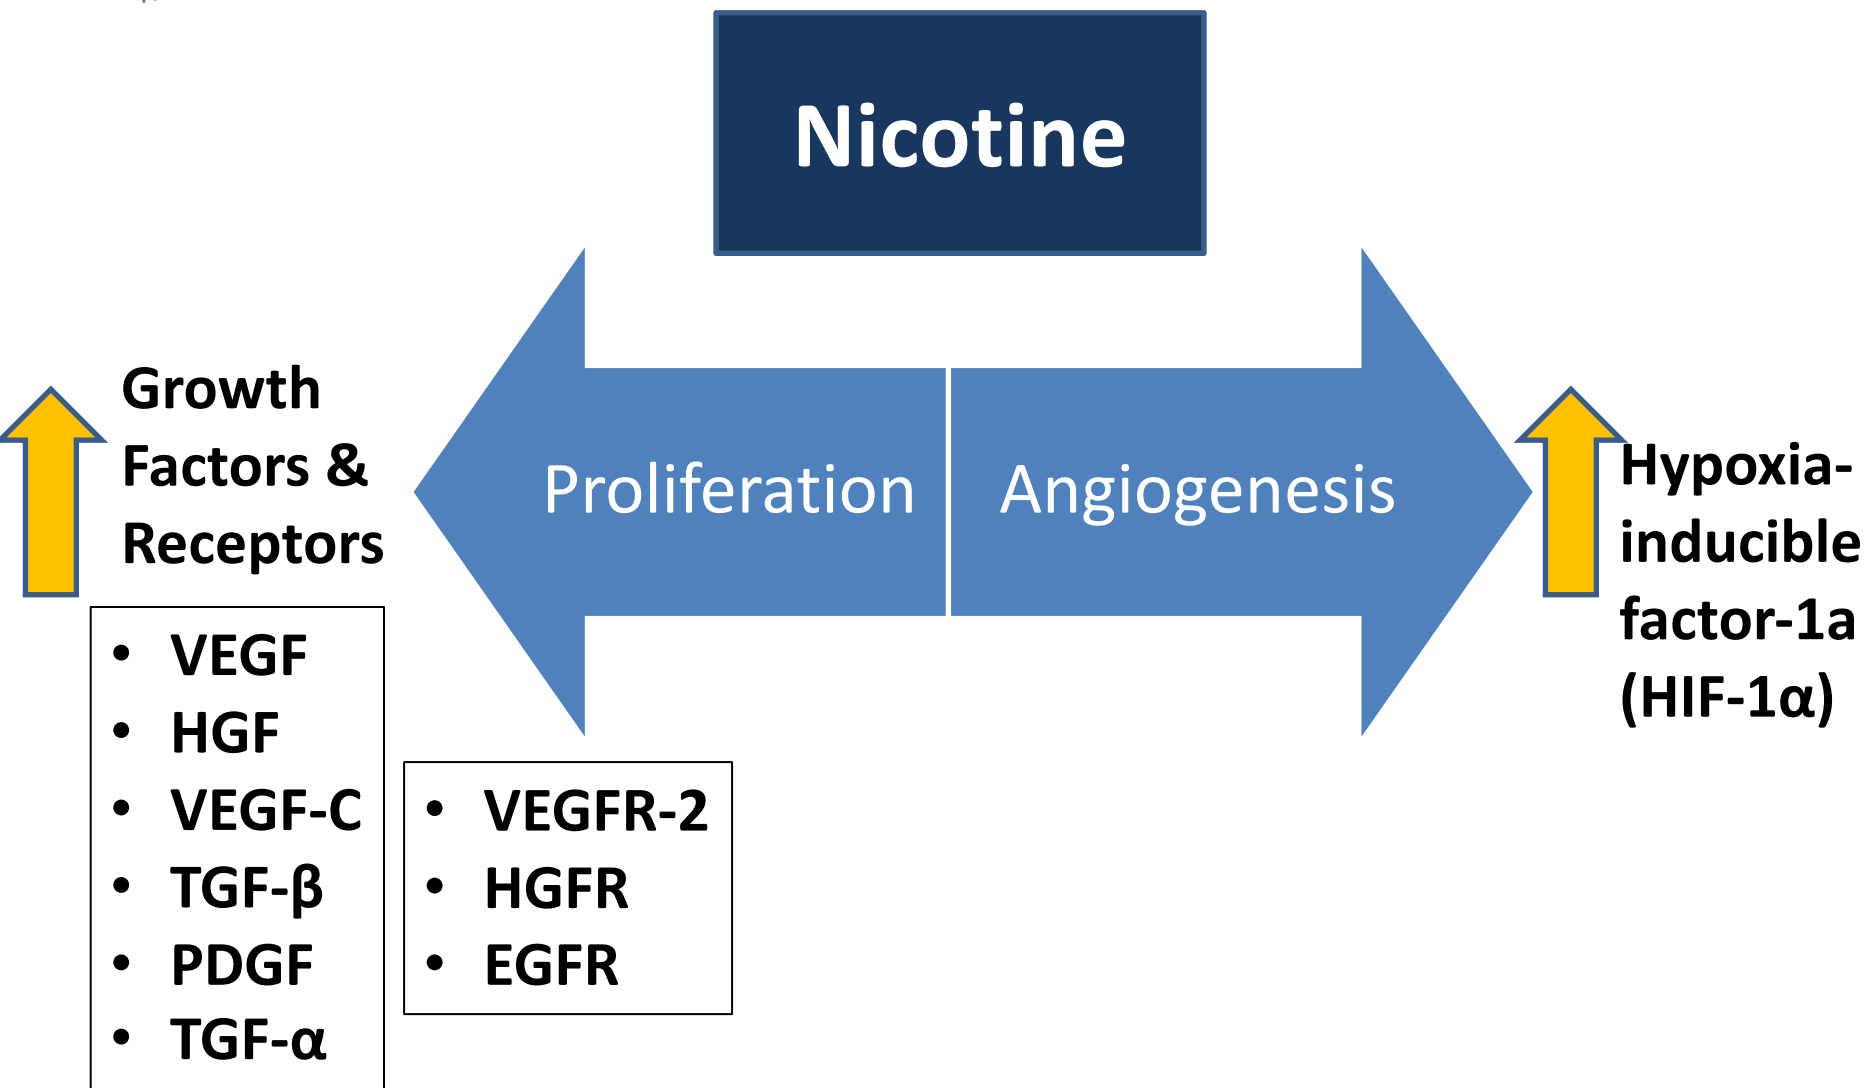 Nicotine
Growth
Factors &
Receptors
Proliferation
Angiogenesis
Hypoxia-
inducible
factor-1a
(HIF-1α)
• VEGF
• HGF
• VEGF-C
• TGF-β
• PDGF
• TGF-α
• VEGFR-2
• HGFR
• EGFR